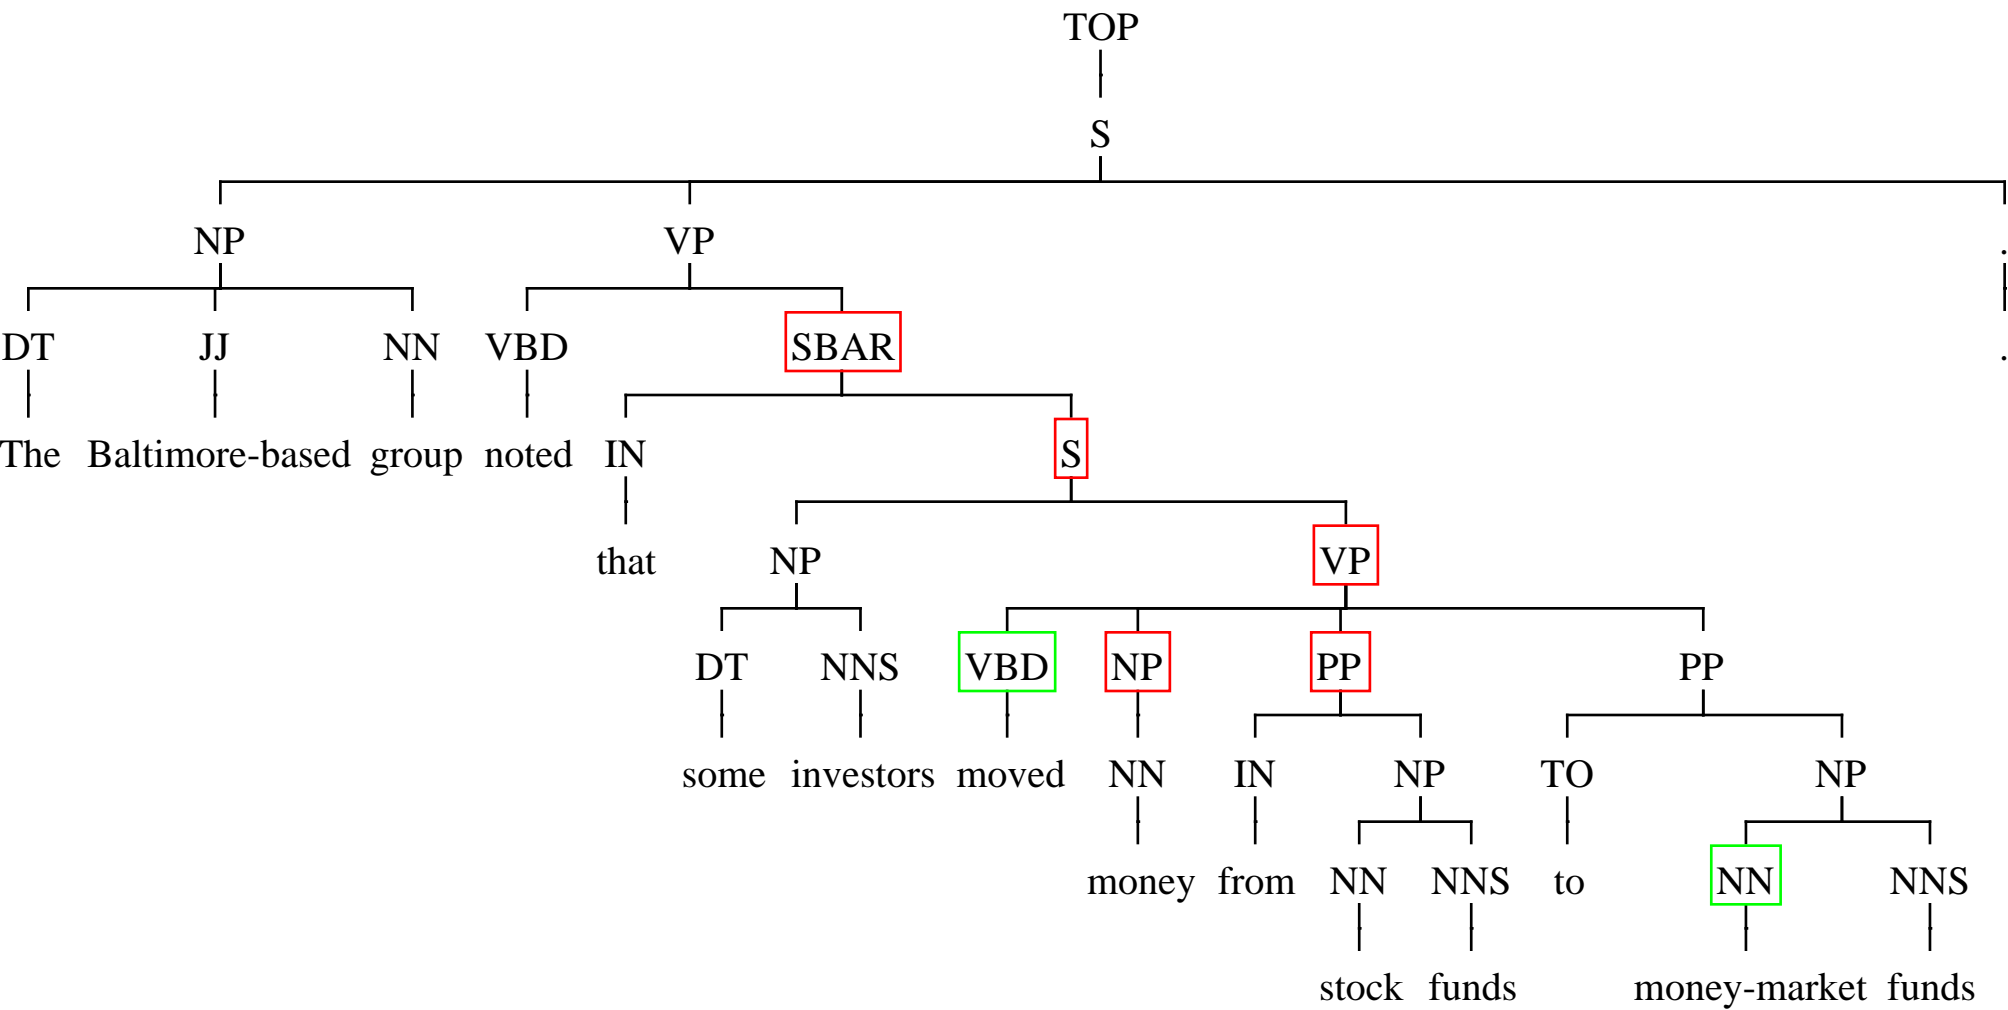 TOP
S
NP VP .
DT JJ NN VBD SBAR .
The Baltimore-based group noted IN S
that NP VP
DT NNS VBD NP PP PP
some investors moved NN IN NP TO NP
money from NN NNS to NN NNS
stock funds money-market funds